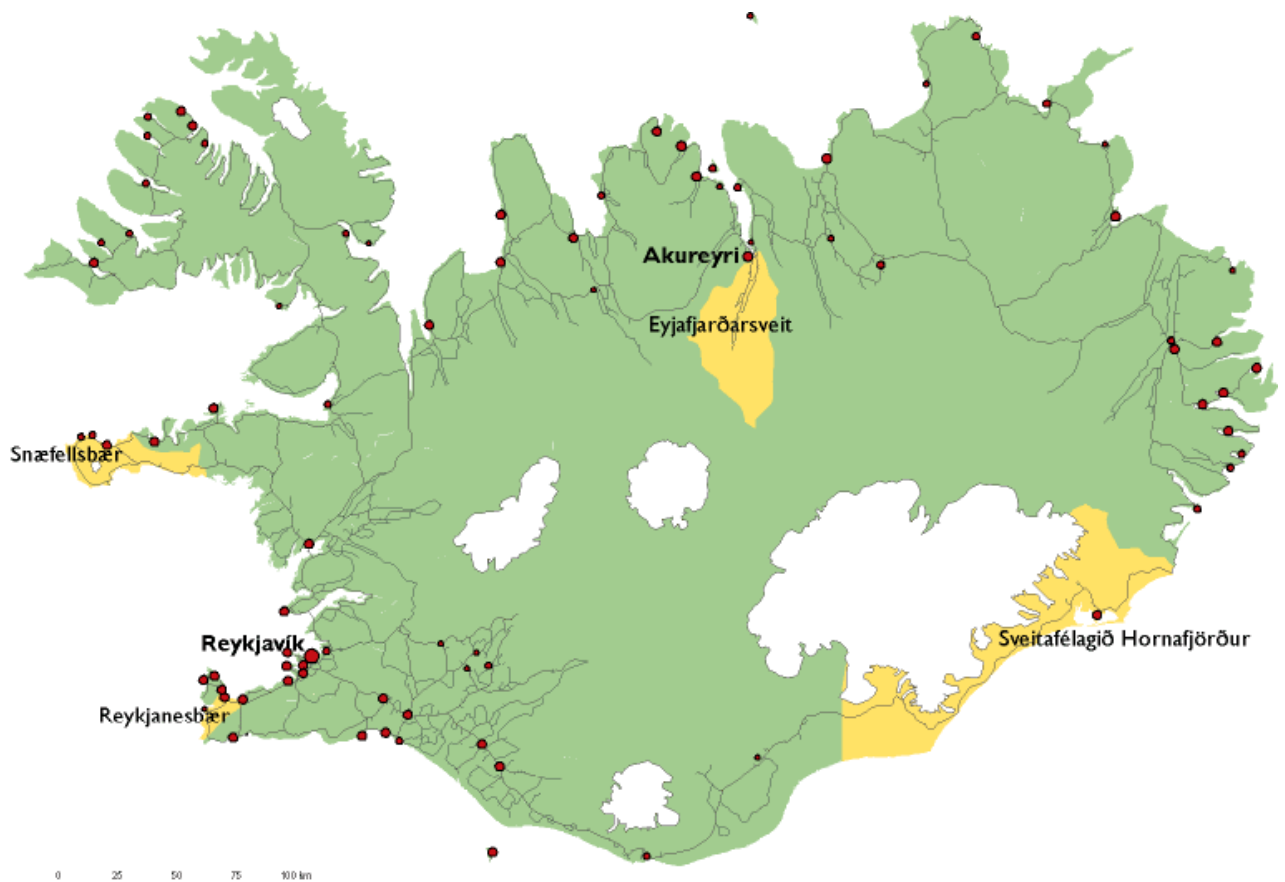 Akureyri
Eyjafjarðarsveit
Snæfellsbær
Reykjavík
Sveitafélagið Hornafjörður
Reykjanesbær
0 25 50 75 100 km